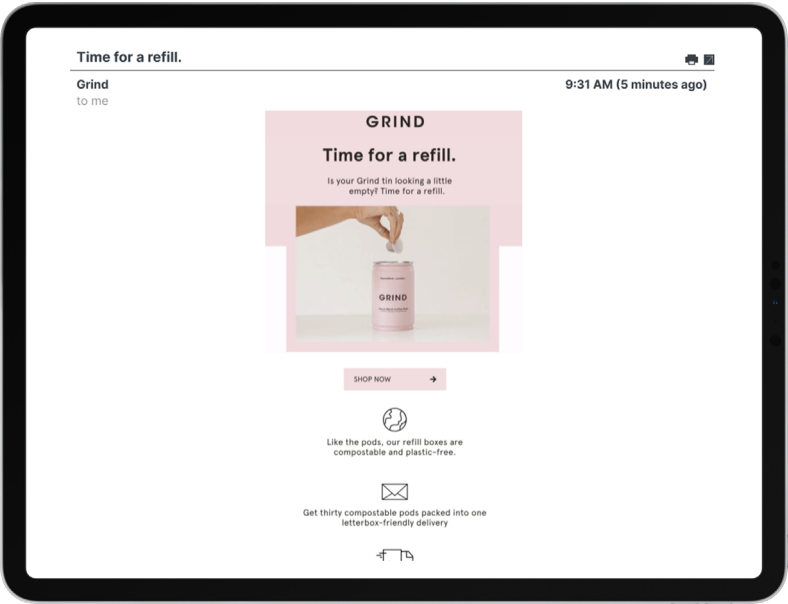 Time for a refill.
Grind
9:31 AM (5 minutes ago)
to me
GRIND
Time for a refill.
Is your Grind tin looking a little
empty? Time for a refill.
GRIND
SHOP NOW
Like the pods, our refill boxes are
compostable and plastic-free.
Get thirty compostable pods packed into one
letterbox-friendly delivery